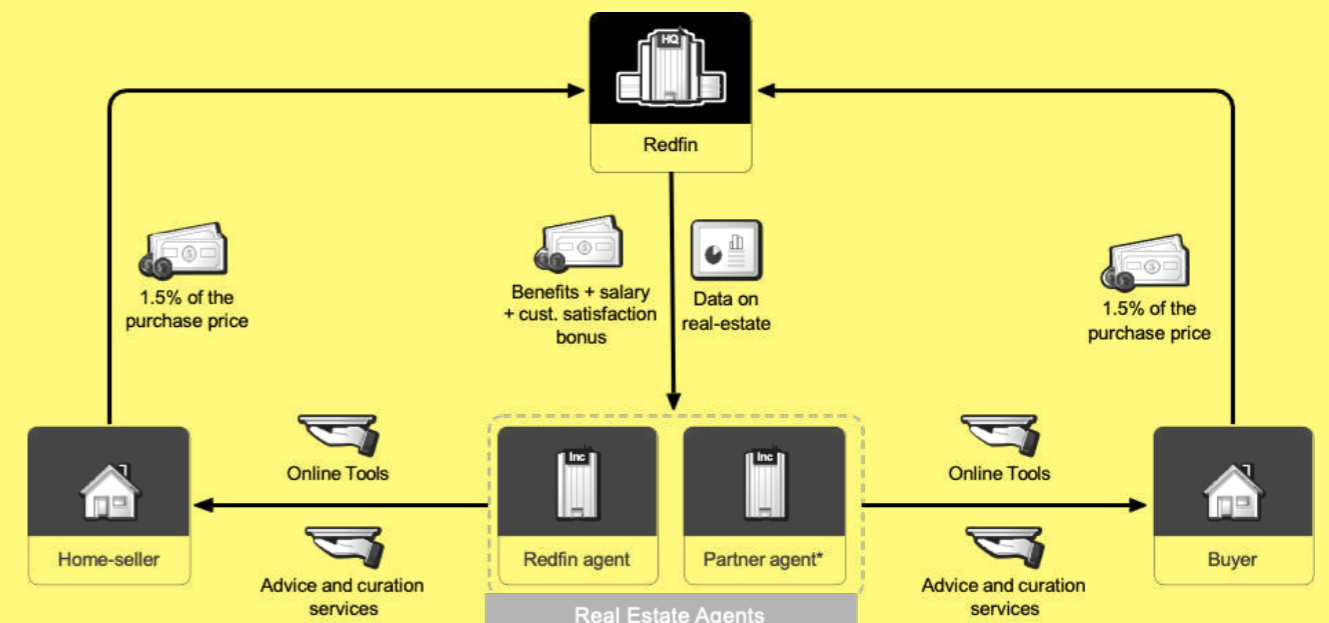 HQ
Redfin
1.5% of the
purchase price
Benefits + salary
+ cust. satisfaction
bonus
Data on
real-estate
1.5% of the
purchase price
Online Tools
Advice and curation
services
Home-seller
Inc
Redfin agent
Inc
Partner agent*
Real Estate Agents
Online Tools
Advice and curation
services
Buyer